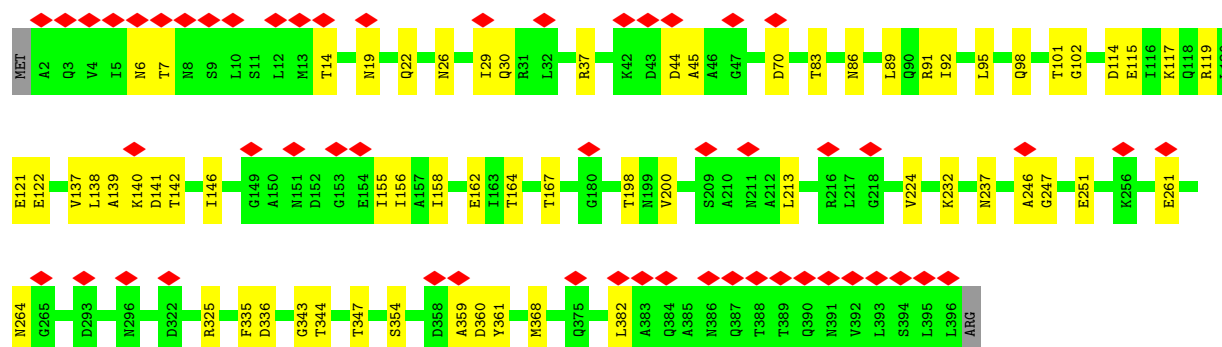 MET A2 Q3 V4 I5 N6 T7 N8 S9 L10 S11 L12 M13 T14 N19 Q22 N26 I29 Q30 R31 L32 R37 K42 D43 D44 A45 A46 G47 D70 T83 N86 L89 Q90 R91 I92 L95 Q98 T101 G102 D114 E115 I116 K117 Q118 R119
E121 E122 V137 L138 A139 K140 D141 T142 I146 G149 A150 N151 D152 G153 E154 I155 I156 A157 I158 E162 I163 T164 T167 G180 T198 N199 V200 S209 A210 N211 A212 L213 R216 L217 G218 V224 K232 N237 A246 G247 E251 K256 E261
N264 G265 D293 N296 D322 R325 F335 D336 G343 T344 T347 S354 D358 A359 D360 Y361 M368 Q375 L382 A383 Q384 A385 N386 Q387 T388 T389 Q390 N391 V392 L393 S394 L395 L396 ARG